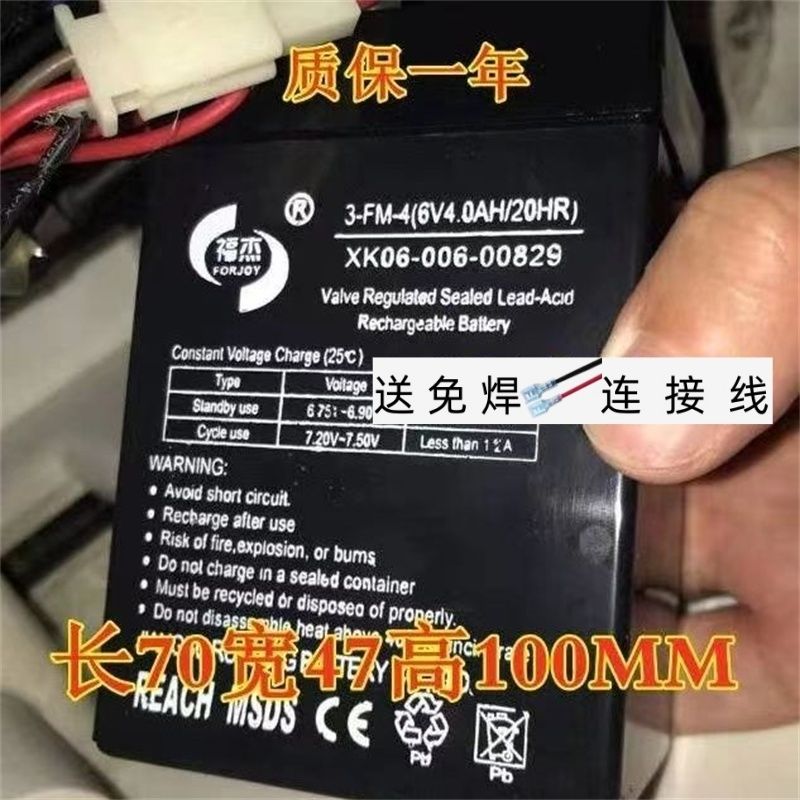 质保一年
福杰
FORJOY
®
3-FM-4(6V4.0AH/20HR)
XK06-006-00829
Valve Regulated Sealed Lead-Acid
Rechargeable Battery
Constant Voltage Charge (25℃)
Type Voltage
送免焊 连接线
Standby use
Cycle use 7.20V~7.50V Less than
WARNING:
• Avoid short circuit.
• Recharge after use
• Risk of fire,explosion, or burns
• Do not charge in a sealed container
• Must be recycled or disposed of properly.
• Do not disassemble, heat above
长70宽47高100MM
REACH MSDS CE
Pb Pb